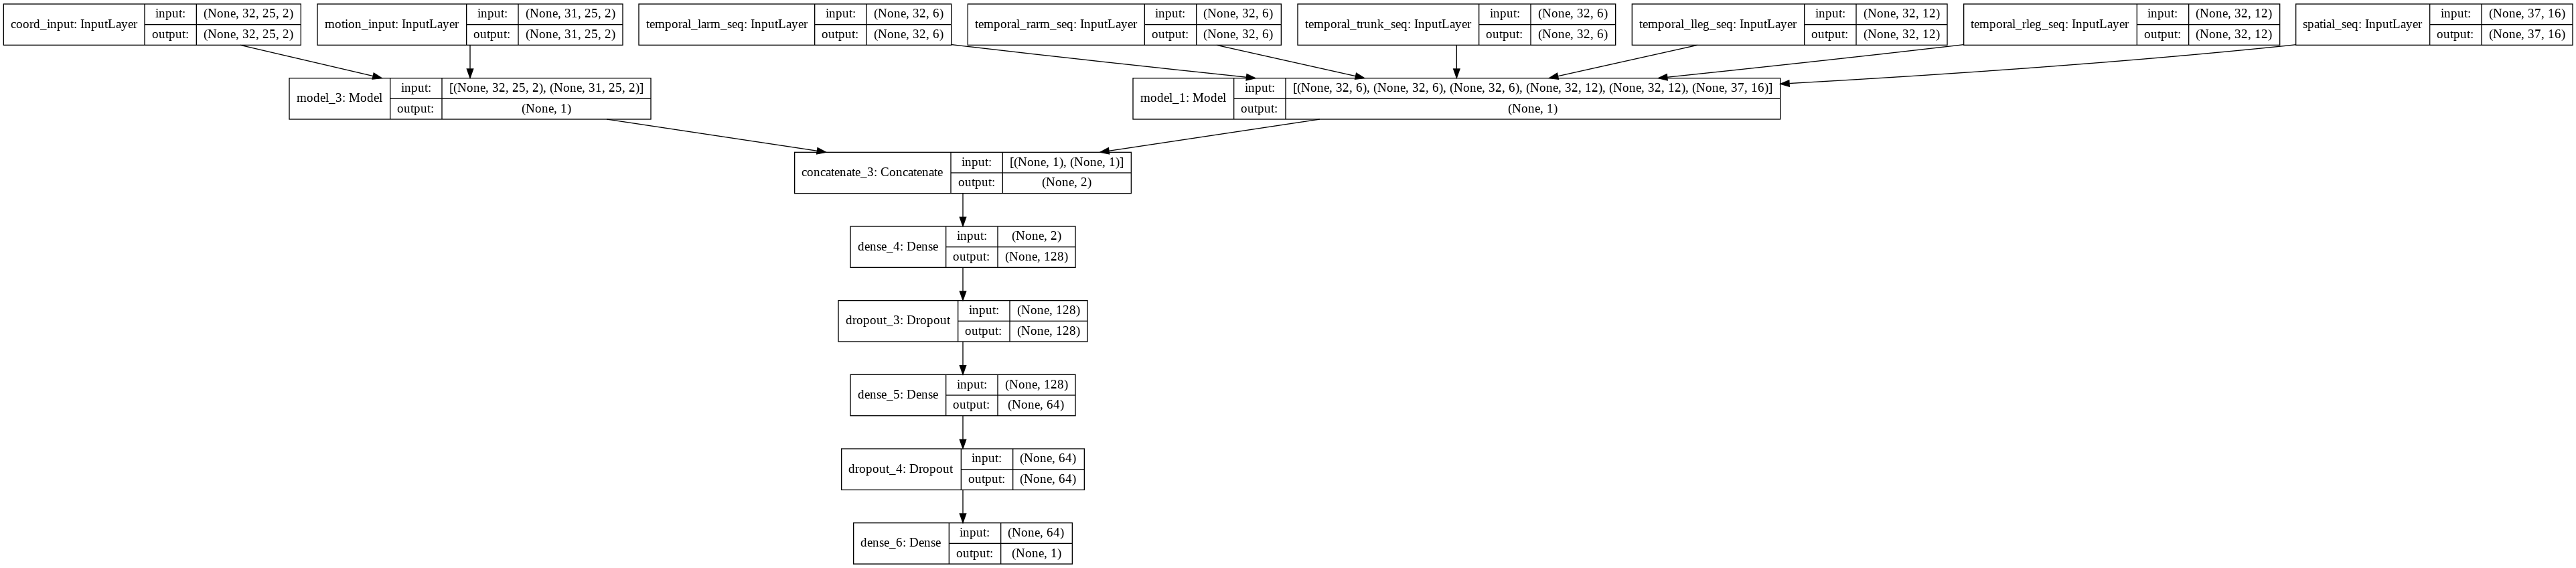 coord_input: InputLayer
input: (None, 32, 25, 2)
output: (None, 32, 25, 2)
motion_input: InputLayer
input: (None, 31, 25, 2)
output: (None, 31, 25, 2)
temporal_larm_seq: InputLayer
input: (None, 32, 6)
output: (None, 32, 6)
temporal_rarm_seq: InputLayer
input: (None, 32, 6)
output: (None, 32, 6)
temporal_trunk_seq: InputLayer
input: (None, 32, 6)
output: (None, 32, 6)
temporal_lleg_seq: InputLayer
input: (None, 32, 12)
output: (None, 32, 12)
temporal_rleg_seq: InputLayer
input: (None, 32, 12)
output: (None, 32, 12)
spatial_seq: InputLayer
input: (None, 37, 16)
output: (None, 37, 16)
model_3: Model
input: [(None, 32, 25, 2), (None, 31, 25, 2)]
output: (None, 1)
model_1: Model
input: [(None, 32, 6), (None, 32, 6), (None, 32, 6), (None, 32, 12), (None, 32, 12), (None, 37, 16)]
output: (None, 1)
concatenate_3: Concatenate
input: [(None, 1), (None, 1)]
output: (None, 2)
dense_4: Dense
input: (None, 2)
output: (None, 128)
dropout_3: Dropout
input: (None, 128)
output: (None, 128)
dense_5: Dense
input: (None, 128)
output: (None, 64)
dropout_4: Dropout
input: (None, 64)
output: (None, 64)
dense_6: Dense
input: (None, 64)
output: (None, 1)